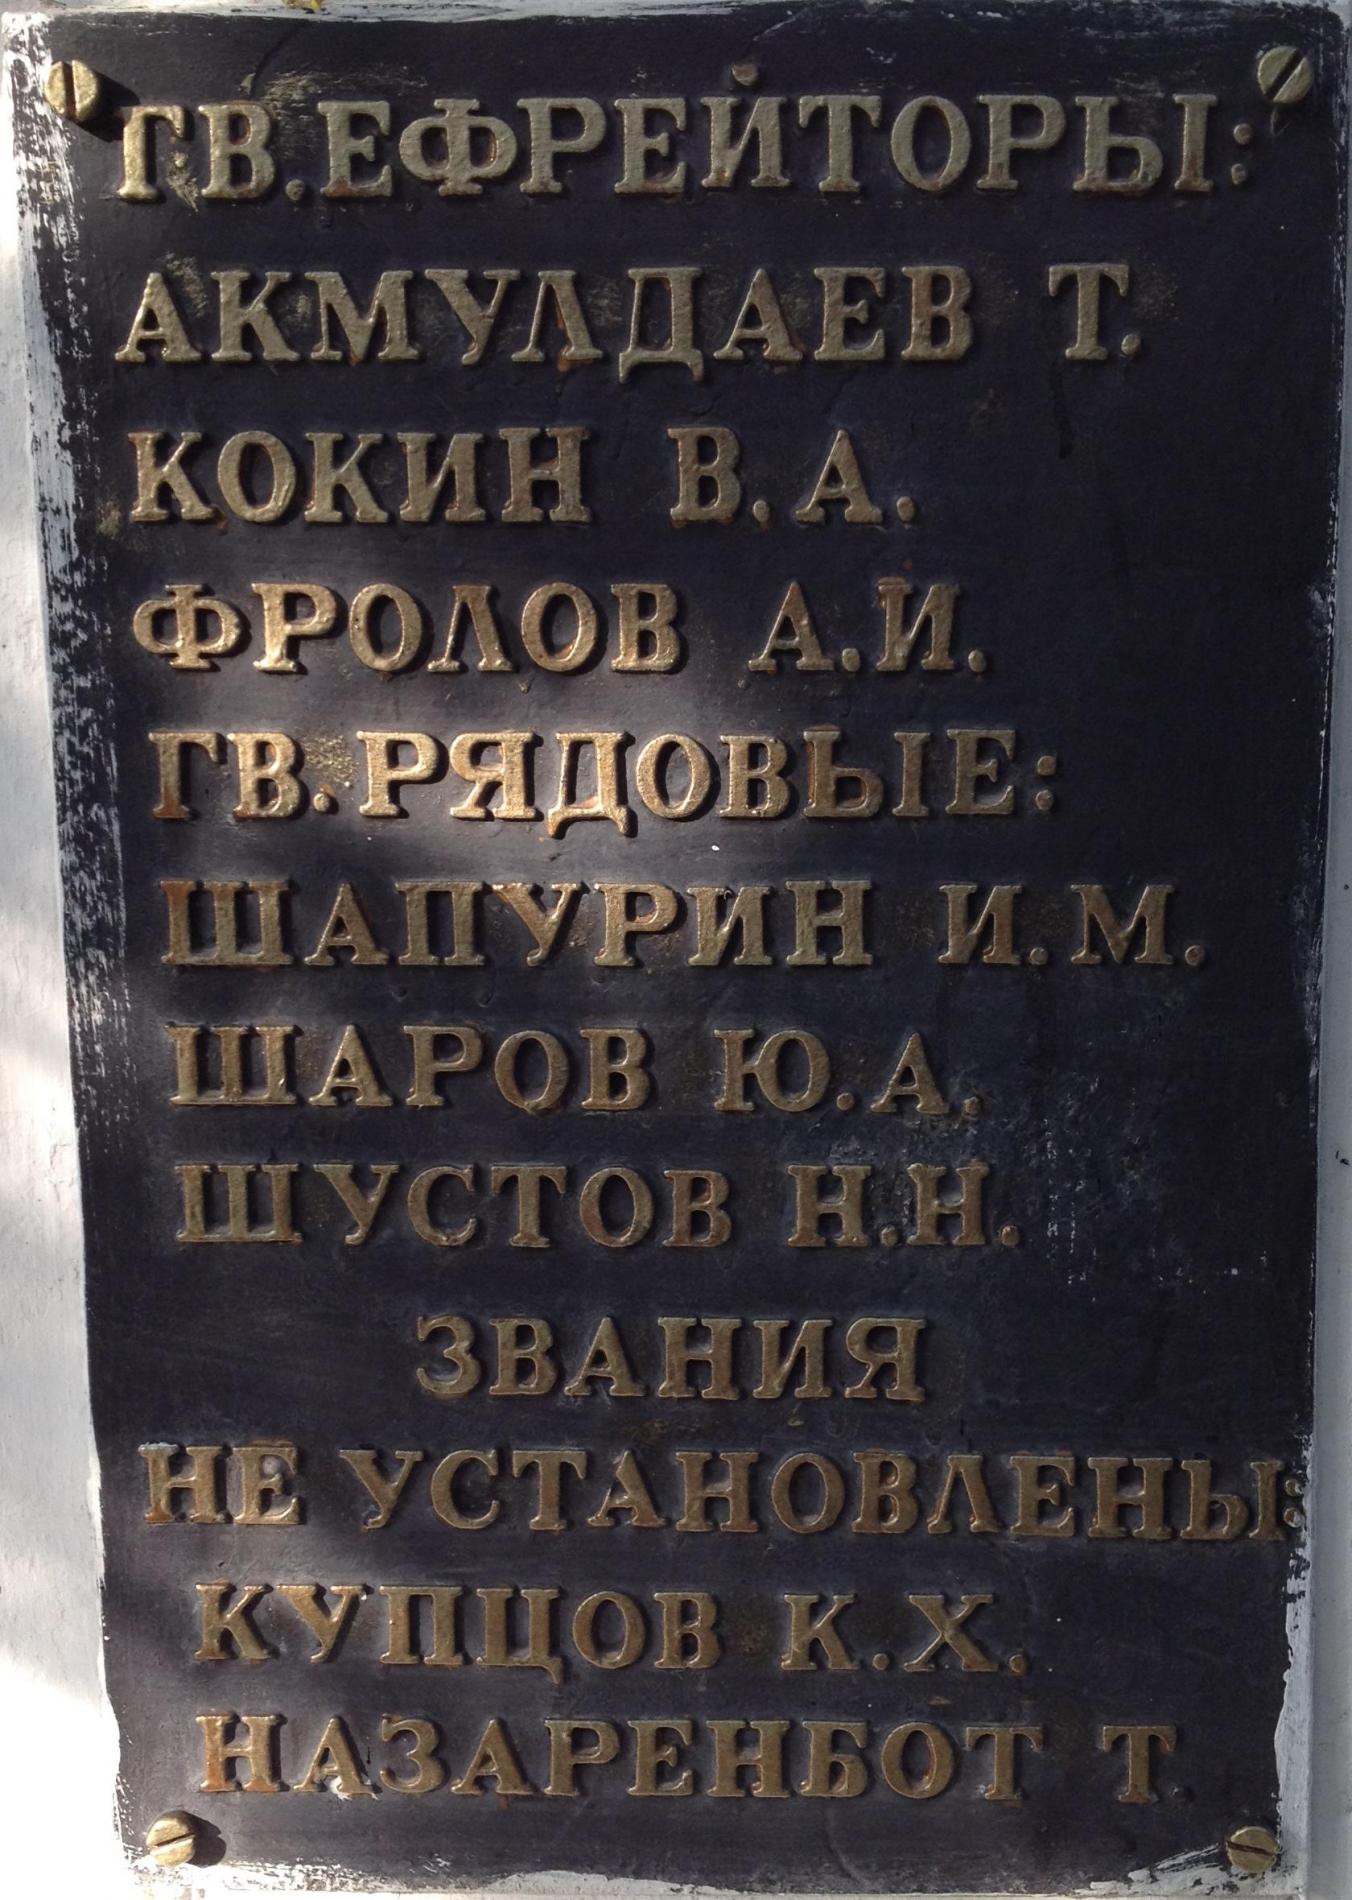 ГВ.ЕФРЕЙТОРЫ:
АКМУЛДАЕВ Т.
КОКИН В.А.
ФРОЛОВ А.И.
ГВ.РЯДОВЫЕ:
ШАПУРИН И.М.
ШАРОВ Ю.А.
ШУСТОВ Н.Н.
ЗВАНИЯ
НЕ УСТАНОВЛЕНЫ:
КУПЦОВ К.Х.
НАЗАРЕНБОТ Т